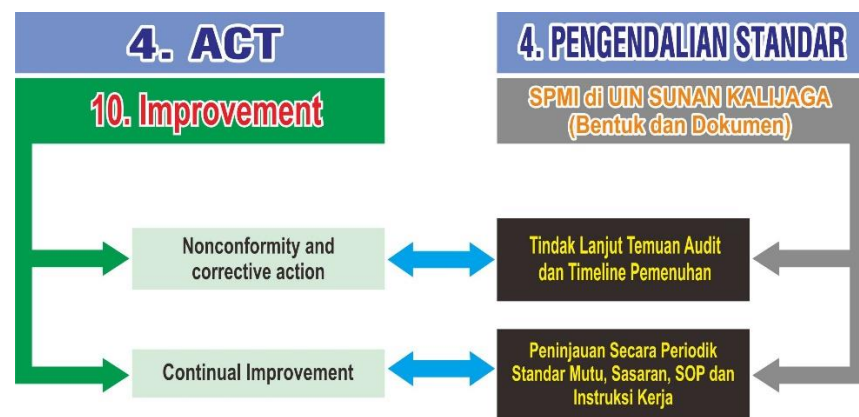 4. ACT
10. Improvement
Nonconformity and
corrective action
Continual Improvement
4. PENGENDALIAN STANDAR
SPMI di UIN SUNAN KALIJAGA
(Bentuk dan Dokumen)
Tindak Lanjut Temuan Audit
dan Timeline Pemenuhan
Peninjauan Secara Periodik
Standar Mutu, Sasaran, SOP dan
Instruksi Kerja